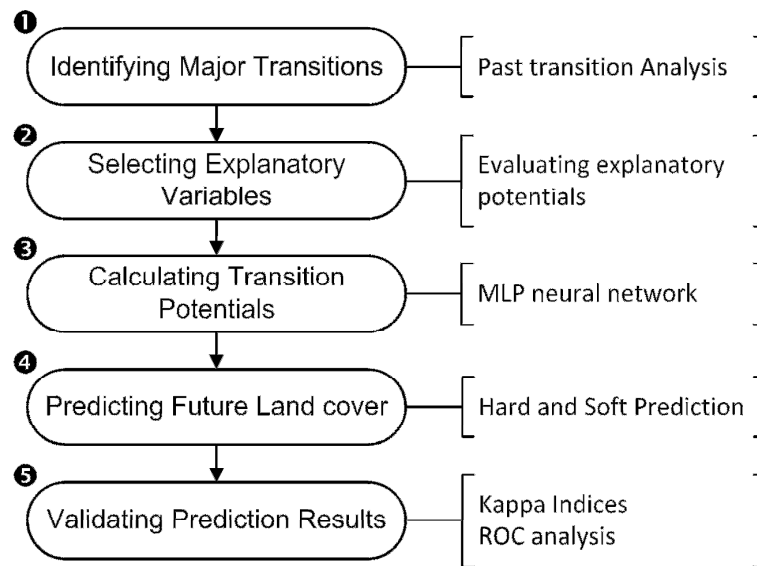 ❶
Identifying Major Transitions
Past transition Analysis
❷
Selecting Explanatory
Variables
Evaluating explanatory
potentials
❸
Calculating Transition
Potentials
MLP neural network
❹
Predicting Future Land cover
Hard and Soft Prediction
❺
Validating Prediction Results
Kappa Indices
ROC analysis